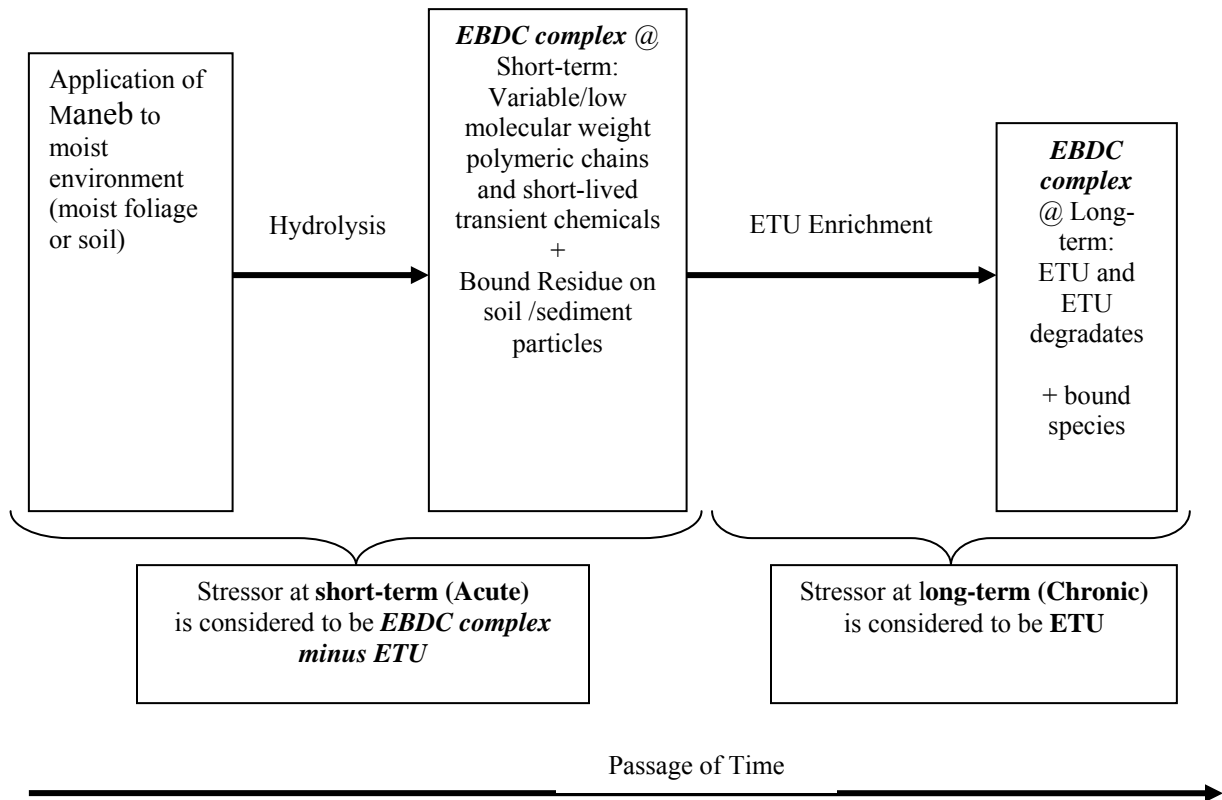 Application of
Maneb to
moist
environment
(moist foliage
or soil)
Hydrolysis
EBDC complex @
Short-term:
Variable/low
molecular weight
polymeric chains
and short-lived
transient chemicals
+
Bound Residue on
soil /sediment
particles
ETU Enrichment
EBDC
complex
@ Long-
term:
ETU and
ETU
degradates
+ bound
species
Stressor at short-term (Acute)
is considered to be EBDC complex
minus ETU
Stressor at long-term (Chronic)
is considered to be ETU
Passage of Time